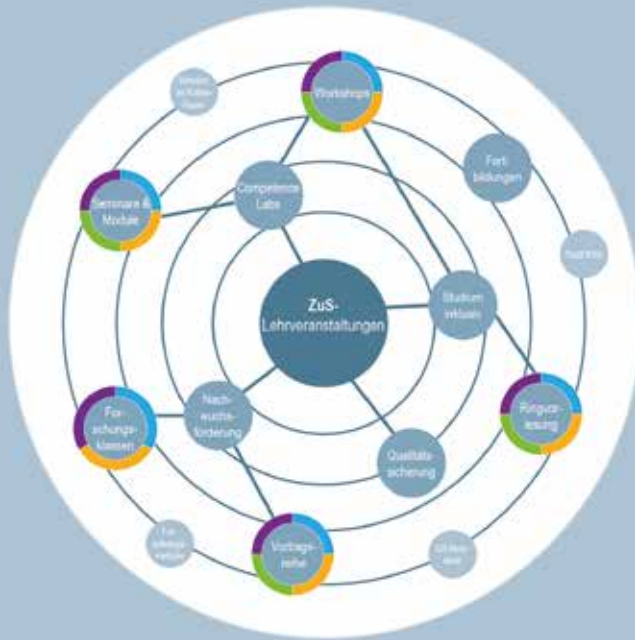 Workshops
Fort-
bildungen
Seminare &
Module
Competence
Labs
ZuS-
Lehrveranstaltungen
Studium
inklusiv
Nach-
wuchs-
förderung
For-
schungs-
klassen
Ringvor-
lesung
Qualitäts-
sicherung
Vortrags-
reihe